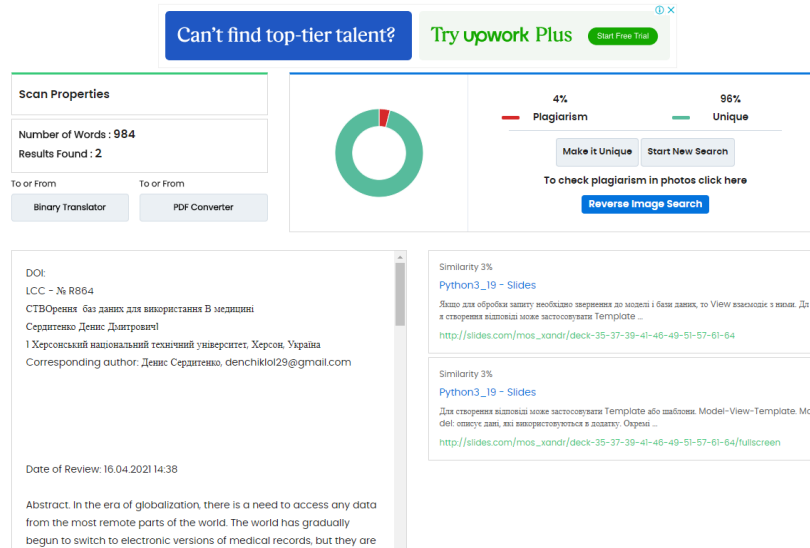 Can't find top-tier talent?
Try upwork Plus
Start Free Trial
Scan Properties
Number of Words : 984
Results Found : 2
To or From
To or From
Binary Translator
PDF Converter
4%
96%
Plagiarism
Unique
Make it Unique
Start New Search
To check plagiarism in photos click here
Reverse Image Search
DOI:
LCC - № R864
СТВОрення баз даних для використання В медицині
Сердитенко Денис Дмитрович1
1 Херсонський національний технічний університет, Херсон, Україна
Corresponding author: Денис Сердитенко, denchiklol29@gmail.com
Date of Review: 16.04.2021 14:38
Abstract. In the era of globalization, there is a need to access any data
from the most remote parts of the world. The world has gradually
begun to switch to electronic versions of medical records, but they are
Similarity 3%
Python3_19 - Slides
Якщо для обробки запиту необхідно звернення до моделі і бази даних, то View взаємодіє з ними. Дл
я створення відповіді може застосовувати Template ...
http://slides.com/mos_xandr/deck-35-37-39-41-46-49-51-57-61-64
Similarity 3%
Python3_19 - Slides
Для створення відповіді може застосовувати Template або шаблони. Model-View-Template. Mo
del: описує дані, які використовуються в додатку. Окремі ...
http://slides.com/mos_xandr/deck-35-37-39-41-46-49-51-57-61-64/fullscreen